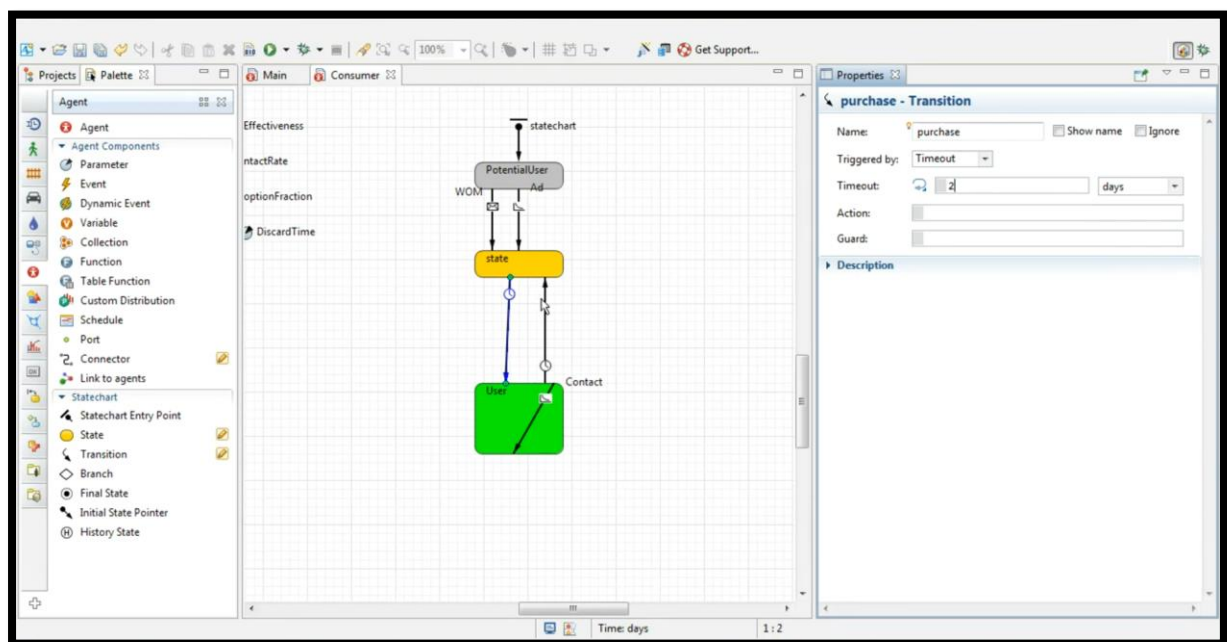 100%
Get Support...
Projects
Palette
Main
Consumer
Properties
Agent
Agent
Agent Components
Parameter
Event
Dynamic Event
Variable
Collection
Function
Table Function
Custom Distribution
Schedule
Port
Connector
Link to agents
Statechart
Statechart Entry Point
State
Transition
Branch
Final State
Initial State Pointer
History State
Effectiveness
ntactRate
optionFraction
DiscardTime
statechart
PotentialUser
WOM
Ad
state
User
Contact
purchase - Transition
Name:
purchase
Show name
Ignore
Triggered by:
Timeout
Timeout:
2
days
Action:
Guard:
Description
Time: days
1 : 2